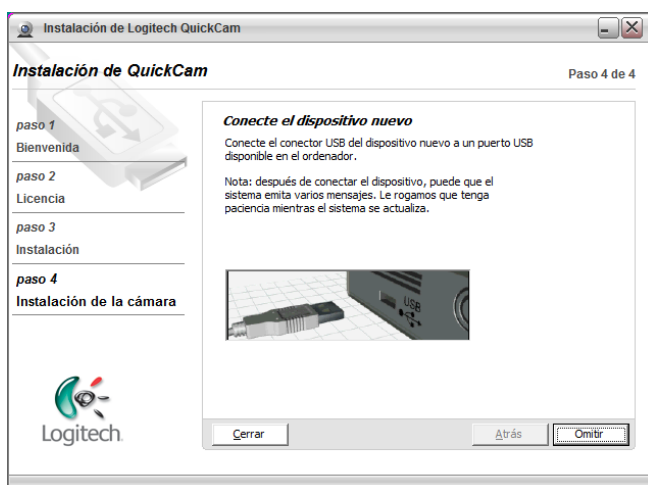 Instalación de Logitech QuickCam
Instalación de QuickCam
Paso 4 de 4
paso 1
Bienvenida
paso 2
Licencia
paso 3
Instalación
paso 4
Instalación de la cámara
Logitech
Conecte el dispositivo nuevo
Conecte el conector USB del dispositivo nuevo a un puerto USB
disponible en el ordenador.
Nota: después de conectar el dispositivo, puede que el
sistema emita varios mensajes. Le rogamos que tenga
paciencia mientras el sistema se actualiza.
USB
Cerrar
Atrás
Omitir